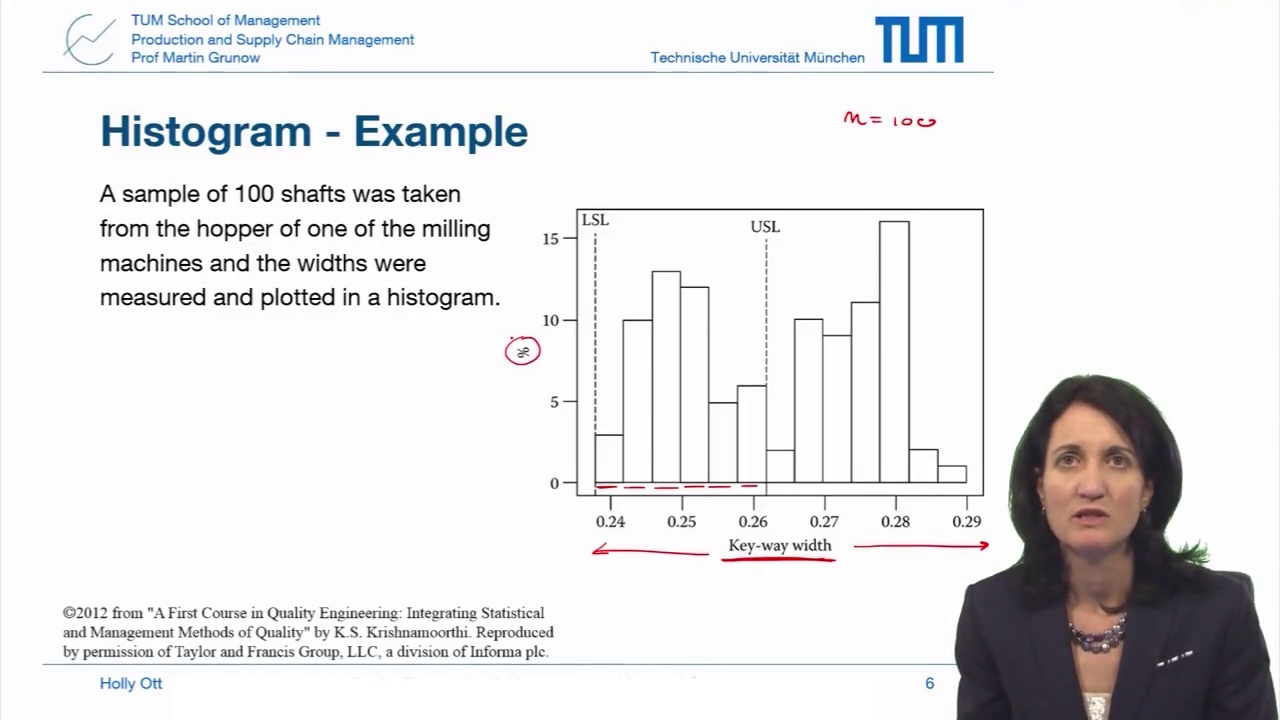 TUM School of Management
Production and Supply Chain Management
Prof Martin Grunow
Technische Universität München
TUM
Histogram - Example
n = 100
A sample of 100 shafts was taken
from the hopper of one of the milling
machines and the widths were
measured and plotted in a histogram.
LSL
USL
15
10
%
5
0
0.24 0.25 0.26 0.27 0.28 0.29
Key-way width
©2012 from "A First Course in Quality Engineering: Integrating Statistical
and Management Methods of Quality" by K.S. Krishnamoorthi. Reproduced
by permission of Taylor and Francis Group, LLC, a division of Informa plc.
Holly Ott
6